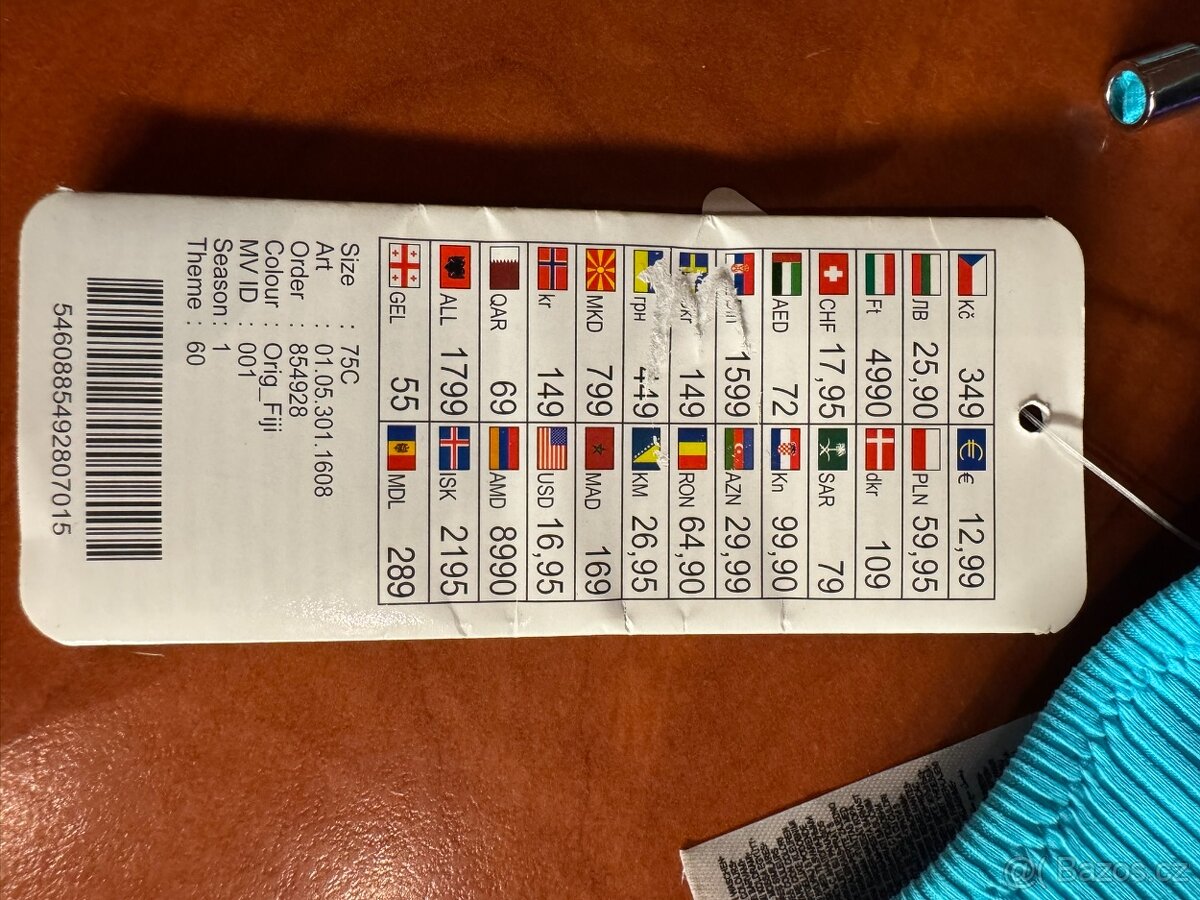 Kč 349 € 12,99
ЛВ 25,90 PLN 59,95
Ft 4990 dkr 109
CHF 17,95 SAR 79
AED 72 Kn 99,90
1599 AZN 29,99
149 RON 64,90
грн 449 KM 26,95
MKD 799 MAD 169
kr 149 USD 16,95
QAR 69 AMD 8990
ALL 1799 ISK 2195
GEL 55 MDL 289
Size : 75C
Art : 01.05.301.1608
Order : 854928
Colour : Orig_Fiji
MV ID : 001
Season : 1
Theme : 60
5460885492807015
@ Bazos.cz